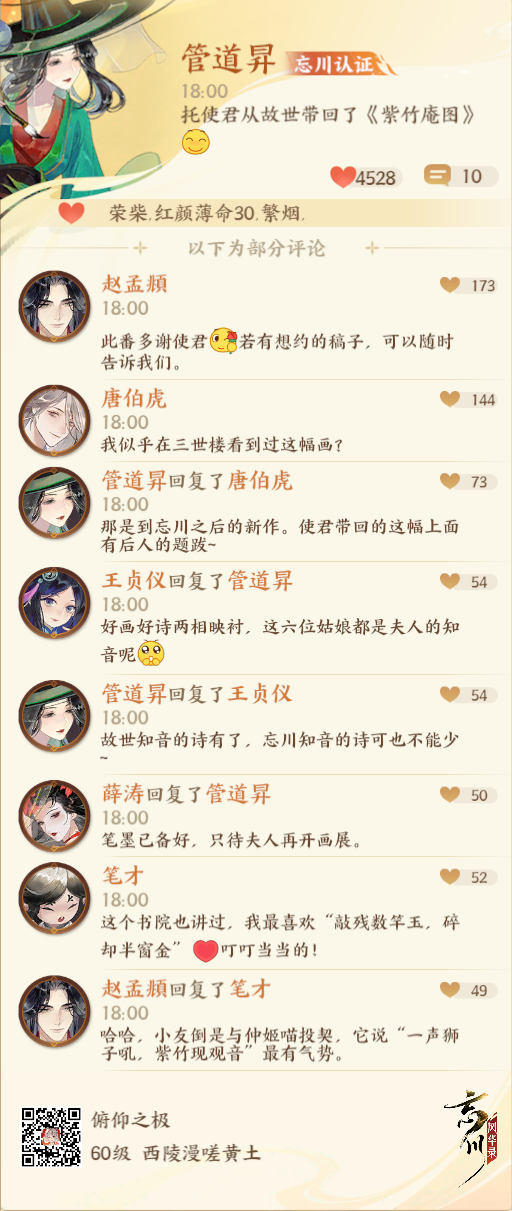 管道昇 忘川认证
18:00
托使君从故世带回了《紫竹庵图》
4528 10
荣柴,红颜薄命30,繁烟,
以下为部分评论
赵孟頫 173
18:00
此番多谢使君若有想约的稿子，可以随时
告诉我们。
唐伯虎 144
18:00
我似乎在三世楼看到过这幅画？
管道昇回复了唐伯虎 73
18:00
那是到忘川之后的新作。使君带回的这幅上面
有后人的题跋~
王贞仪回复了管道昇 54
18:00
好画好诗两相映衬，这六位姑娘都是夫人的知
音呢
管道昇回复了王贞仪 54
18:00
故世知音的诗有了，忘川知音的诗可也不能少
~
薛涛回复了管道昇 50
18:00
笔墨已备好，只待夫人再开画展。
笔才 52
18:00
这个书院也讲过，我最喜欢“敲残数竿玉，碎
却半窗金”叮叮当当的！
赵孟頫回复了笔才 49
18:00
哈哈，小友倒是与仲姬喵投契，它说“一声狮
子吼，紫竹现观音”最有气势。
俯仰之极
60级 西陵漫嗟黄土
忘川
风华录